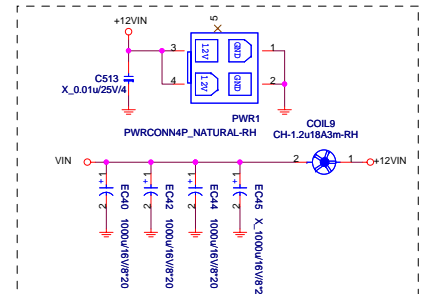 +12VIN
5
3
12V
GND
1
4
12V
GND
2
C513
X_0.01u/25V/4
PWR1
PWRCONN4P_NATURAL-RH
COIL9
CH-1.2u18A3m-RH
VIN
2
1
+12VIN
+
1
2
EC40
1000u/16V/8*20
+
1
2
EC42
1000u/16V/8*20
+
1
2
EC44
1000u/16V/8*20
+
1
2
EC45
X_1000u/16V/8*2